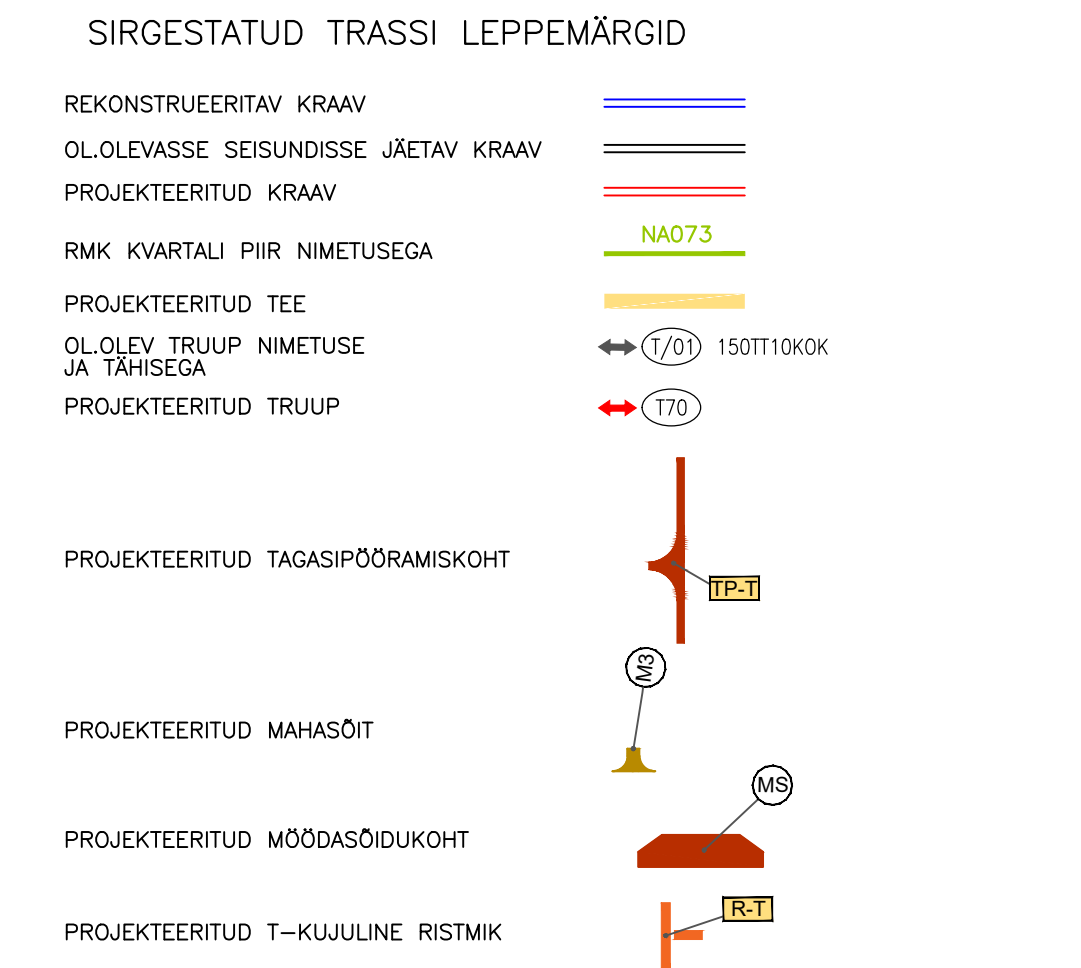 SIRGESTATUD TRASSI LEPPEMÄRGID
REKONSTRUEERITAV KRAAV
OL.OLEVASSE SEISUNDISSE JÄETAV KRAAV
PROJEKTEERITUD KRAAV
NA073
RMK KVARTALI PIIR NIMETUSEGA
PROJEKTEERITUD TEE
OL.OLEV TRUUP NIMETUSE
JA TÄHISEGA
T/01 150TT10KOK
PROJEKTEERITUD TRUUP
T70
PROJEKTEERITUD TAGASIPÖÖRAMISKOHT
TP-T
M3
PROJEKTEERITUD MAHASÕIT
MS
PROJEKTEERITUD MÖÖDASÕIDUKOHT
R-T
PROJEKTEERITUD T-KUJULINE RISTMIK